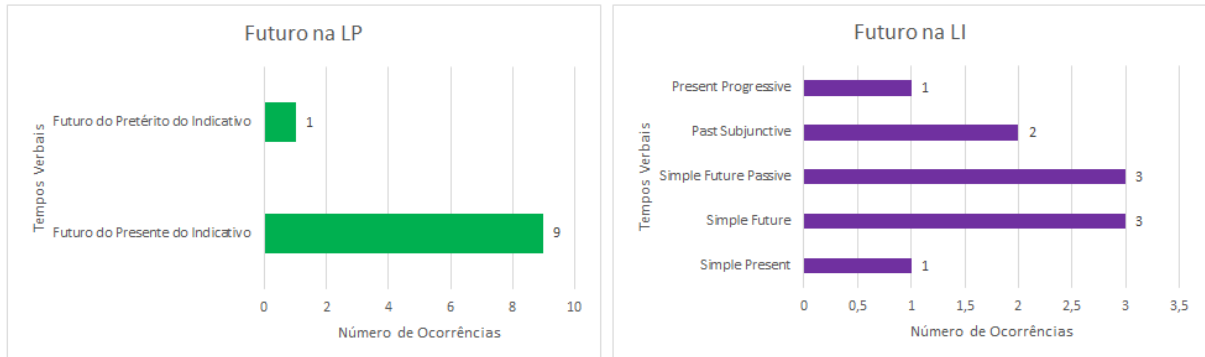 Futuro na LP
Tempos Verbais
Futuro do Pretérito do Indicativo
1
Futuro do Presente do Indicativo
9
0 2 4 6 8 10
Número de Ocorrências
Futuro na LI
Tempos Verbais
Present Progressive
1
Past Subjunctive
2
Simple Future Passive
3
Simple Future
3
Simple Present
1
0 0,5 1 1,5 2 2,5 3 3,5
Número de Ocorrências